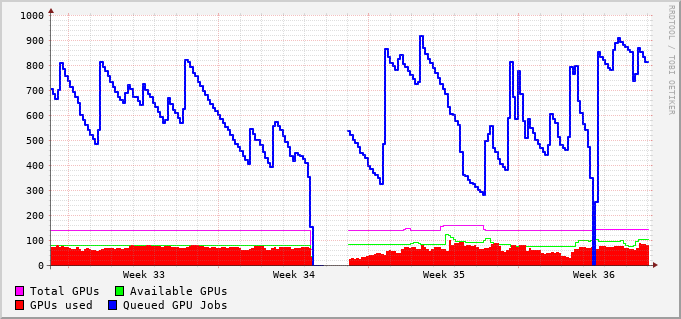 1000
900
800
700
600
500
400
300
200
100
0
Week 33 Week 34 Week 35 Week 36
Total GPUs Available GPUs
GPUs used Queued GPU Jobs
RRDTOOL / TOBI OETIKER